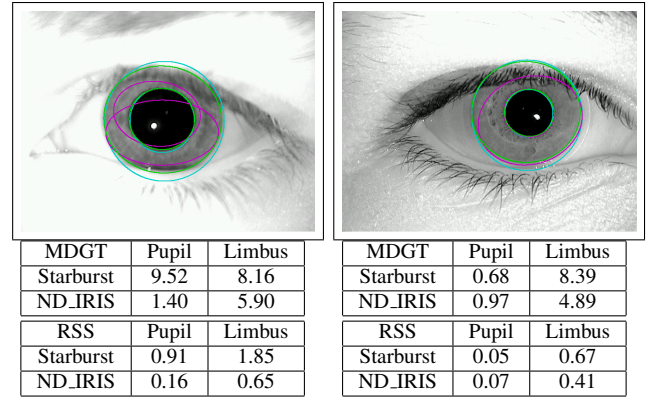 MDGT Pupil Limbus
Starburst 9.52 8.16
ND_IRIS 1.40 5.90
RSS Pupil Limbus
Starburst 0.91 1.85
ND_IRIS 0.16 0.65
MDGT Pupil Limbus
Starburst 0.68 8.39
ND_IRIS 0.97 4.89
RSS Pupil Limbus
Starburst 0.05 0.67
ND_IRIS 0.07 0.41